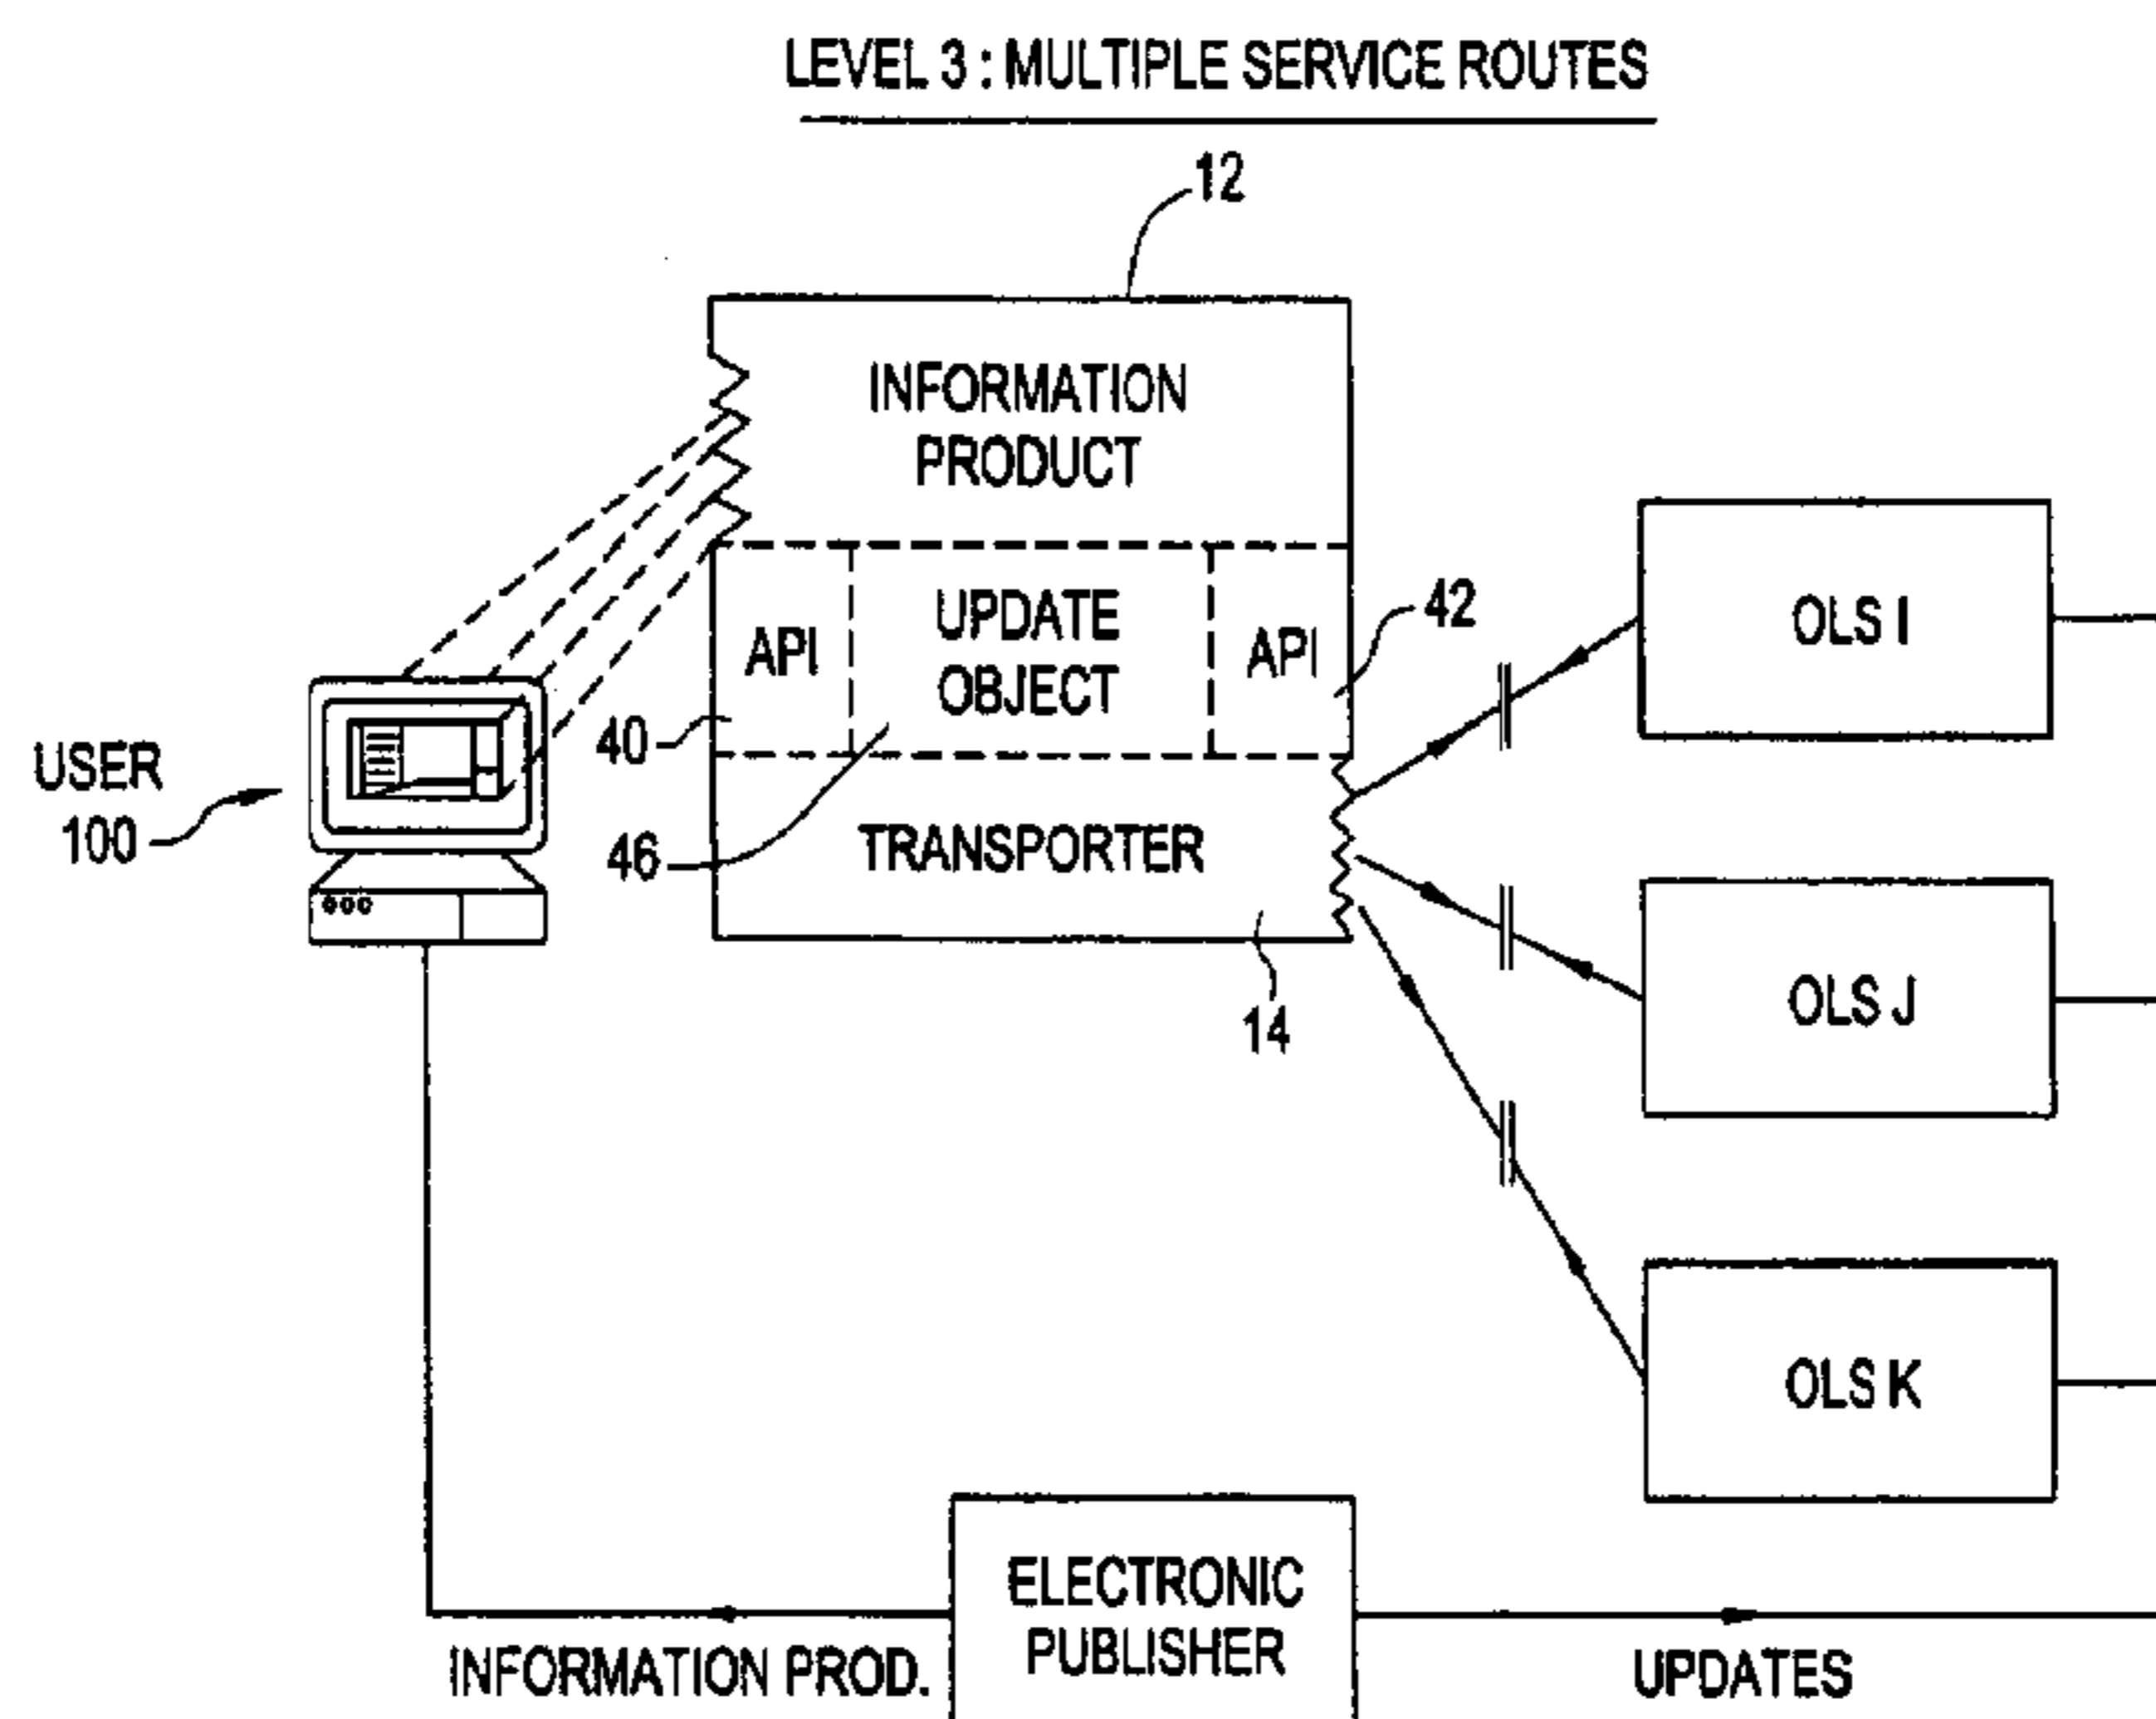 LEVEL 3 : MULTIPLE SERVICE ROUTES
12
INFORMATION
PRODUCT
API
UPDATE
OBJECT
API
42
40
46
TRANSPORTER
14
USER
100
OLS I
OLS J
OLS K
ELECTRONIC
PUBLISHER
INFORMATION PROD.
UPDATES